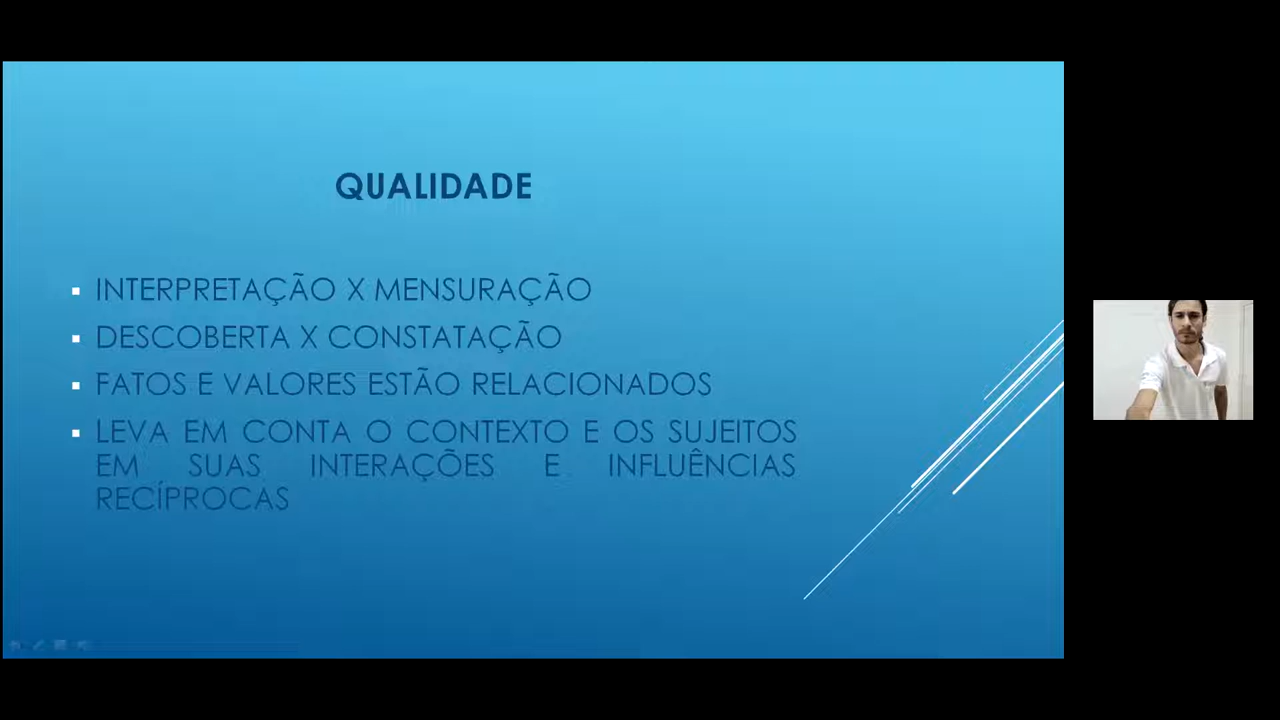 QUALIDADE
INTERPRETAÇÃO X MENSURAÇÃO
DESCOBERTA X CONSTATAÇÃO
FATOS E VALORES ESTÃO RELACIONADOS
LEVA EM CONTA O CONTEXTO E OS SUJEITOS
EM SUAS INTERAÇÕES E INFLUÊNCIAS
RECÍPROCAS